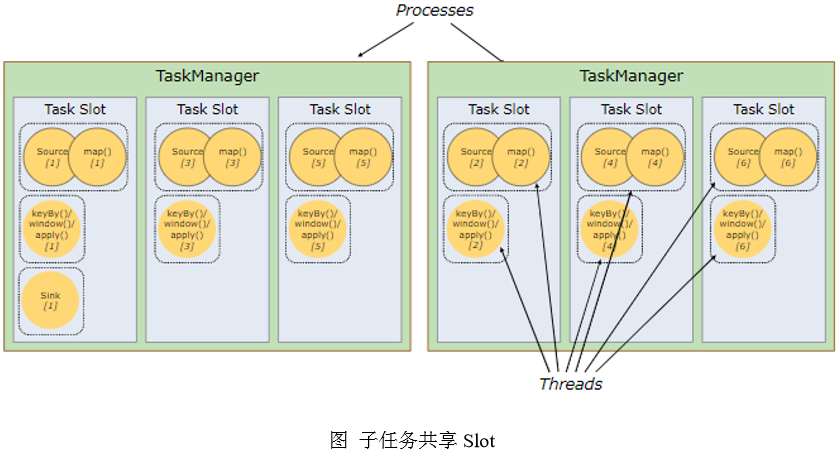 Processes
TaskManager
Task Slot
Source
[1]
map()
[1]
keyBy()/
window()/
apply()
[1]
Sink
[1]
Task Slot
Source
[3]
map()
[3]
keyBy()/
window()/
apply()
[3]
Task Slot
Source
[5]
map()
[5]
keyBy()/
window()/
apply()
[5]
TaskManager
Task Slot
Source
[2]
map()
[2]
keyBy()/
window()/
apply()
[2]
Task Slot
Source
[4]
map()
[4]
keyBy()/
window()/
apply()
[4]
Task Slot
Source
[6]
map()
[6]
keyBy()/
window()/
apply()
[6]
Threads
图 子任务共享 Slot